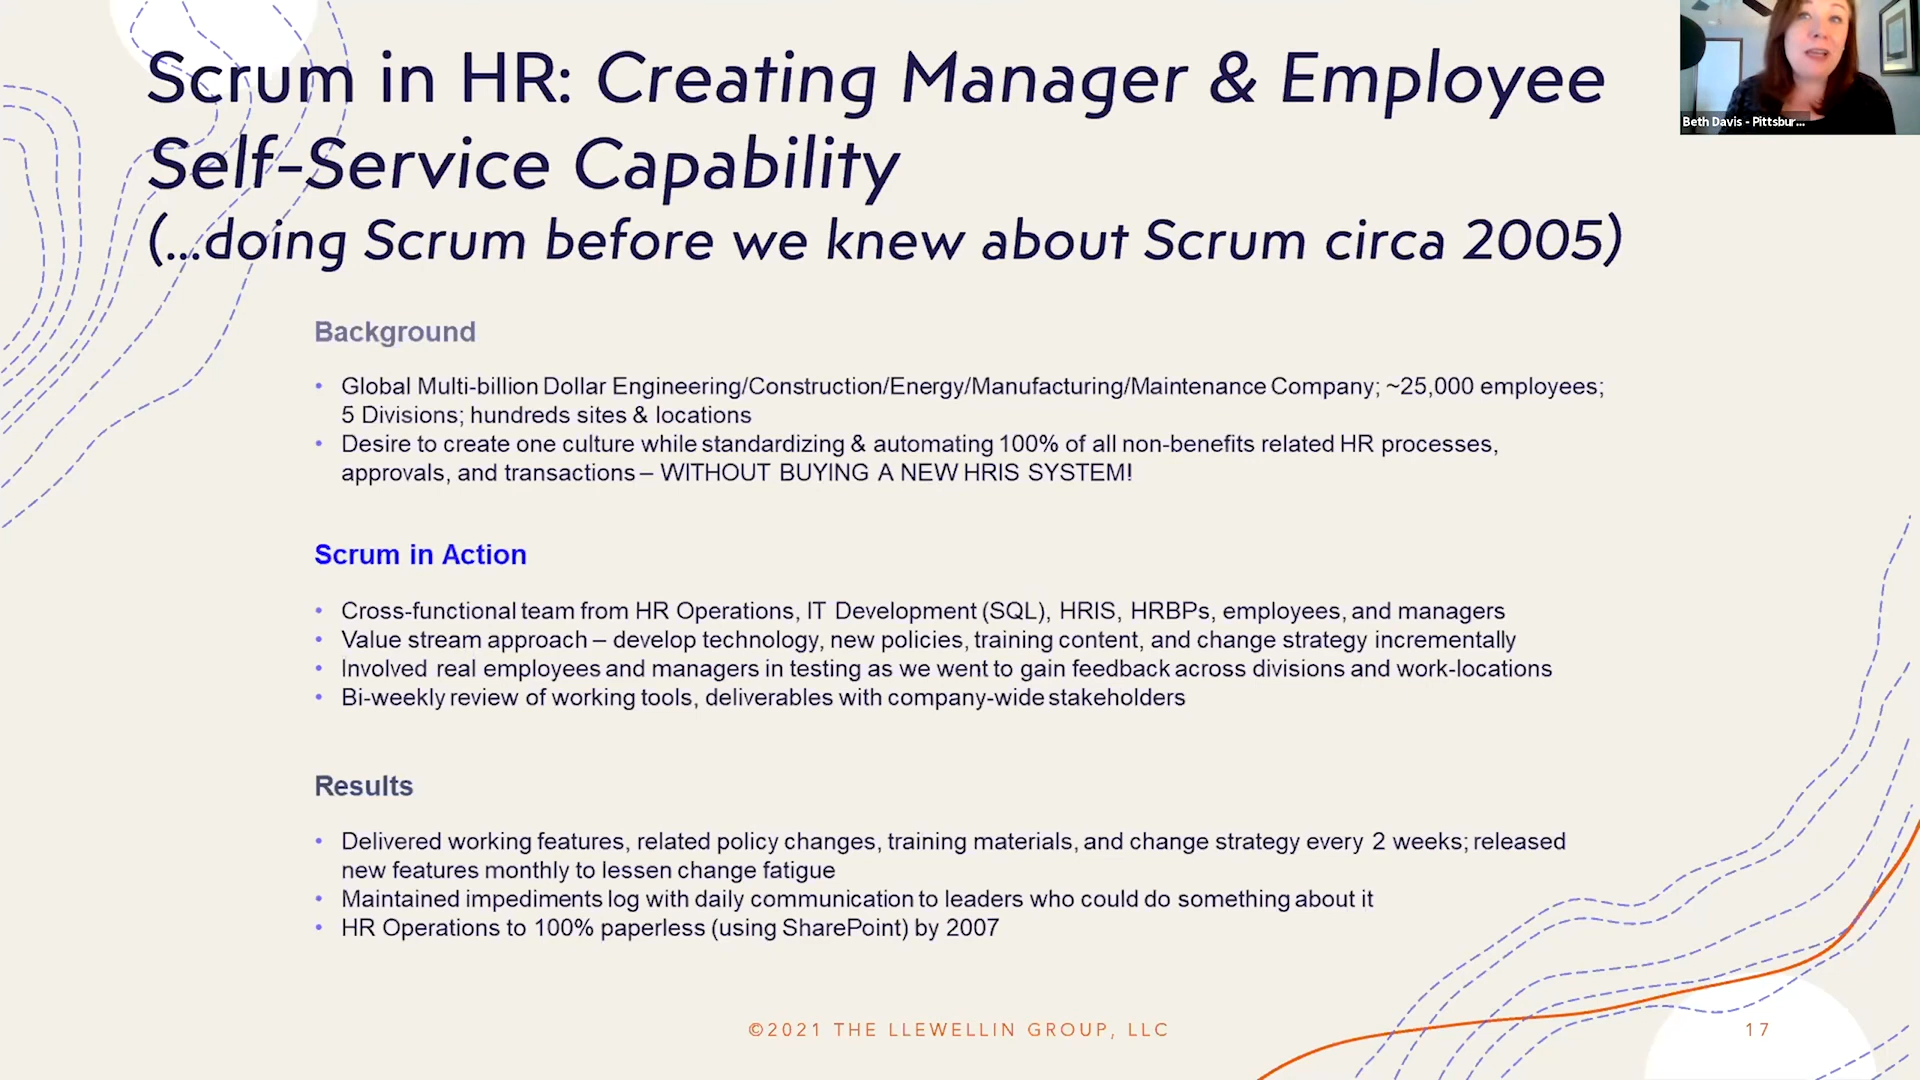 Scrum in HR: Creating Manager & Employee
Self-Service Capability
(...doing Scrum before we knew about Scrum circa 2005)
Beth Davis - Pittsbur...
Background
• Global Multi-billion Dollar Engineering/Construction/Energy/Manufacturing/Maintenance Company; ~25,000 employees;
5 Divisions; hundreds sites & locations
• Desire to create one culture while standardizing & automating 100% of all non-benefits related HR processes,
approvals, and transactions – WITHOUT BUYING A NEW HRIS SYSTEM!
Scrum in Action
• Cross-functional team from HR Operations, IT Development (SQL), HRIS, HRBPs, employees, and managers
• Value stream approach – develop technology, new policies, training content, and change strategy incrementally
• Involved real employees and managers in testing as we went to gain feedback across divisions and work-locations
• Bi-weekly review of working tools, deliverables with company-wide stakeholders
Results
• Delivered working features, related policy changes, training materials, and change strategy every 2 weeks; released
new features monthly to lessen change fatigue
• Maintained impediments log with daily communication to leaders who could do something about it
• HR Operations to 100% paperless (using SharePoint) by 2007
©2021 THE LLEWELLIN GROUP, LLC
17